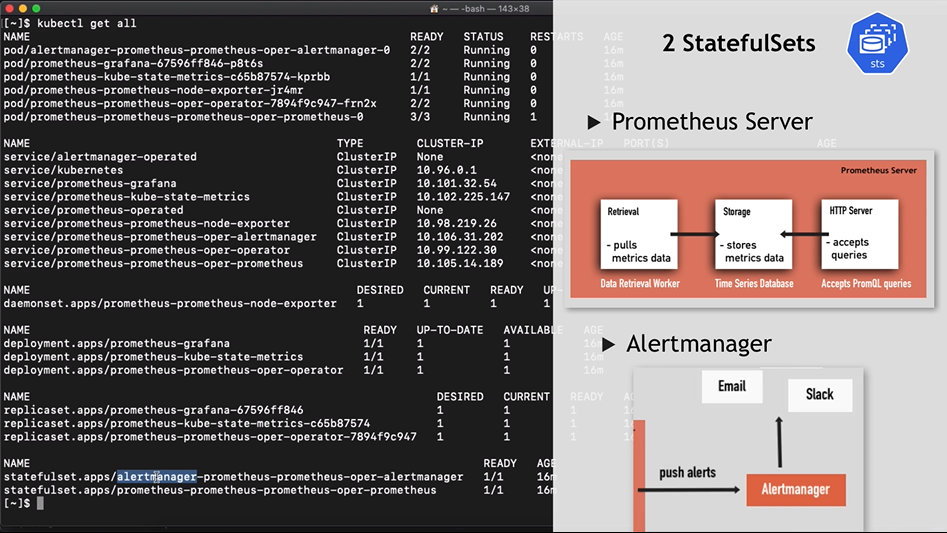 ~ — -bash — 143×38
[~]$ kubectl get all
NAME READY STATUS RESTARTS AGE
pod/alertmanager-prometheus-prometheus-oper-alertmanager-0 2/2 Running 0 16m
pod/prometheus-grafana-67596ff846-p8t6s 2/2 Running 0
pod/prometheus-kube-state-metrics-c65b87574-kprbb 1/1 Running 0
pod/prometheus-prometheus-node-exporter-jr4mr 1/1 Running 0
pod/prometheus-prometheus-oper-operator-7894f9c947-frn2x 2/2 Running 0 16m
pod/prometheus-prometheus-prometheus-oper-prometheus-0 3/3 Running 1 16m
NAME TYPE CLUSTER-IP EXTERNAL-IP PORT(S) AGE
service/alertmanager-operated ClusterIP None <none
service/kubernetes ClusterIP 10.96.0.1 <none
service/prometheus-grafana ClusterIP 10.101.32.54 <none
service/prometheus-kube-state-metrics ClusterIP 10.102.225.147 <none
service/prometheus-operated ClusterIP None <none
service/prometheus-prometheus-node-exporter ClusterIP 10.98.219.26 <none
service/prometheus-prometheus-oper-alertmanager ClusterIP 10.106.31.202 <none
service/prometheus-prometheus-oper-operator ClusterIP 10.99.122.30 <none
service/prometheus-prometheus-oper-prometheus ClusterIP 10.105.14.189 <none
NAME DESIRED CURRENT READY UP-
daemonset.apps/prometheus-prometheus-node-exporter 1 1 1 1
NAME READY UP-TO-DATE AVAILABLE AGE
deployment.apps/prometheus-grafana 1/1 1 1 16m
deployment.apps/prometheus-kube-state-metrics 1/1 1 1 16m
deployment.apps/prometheus-prometheus-oper-operator 1/1 1 1 16m
NAME DESIRED CURRENT READY AGE
replicaset.apps/prometheus-grafana-67596ff846 1 1 1
replicaset.apps/prometheus-kube-state-metrics-c65b87574 1 1 1
replicaset.apps/prometheus-prometheus-oper-operator-7894f9c947 1 1 1
NAME READY AGE
statefulset.apps/alertmanager-prometheus-prometheus-oper-alertmanager 1/1 16m
statefulset.apps/prometheus-prometheus-prometheus-oper-prometheus 1/1 16m
[~]$
2 StatefulSets
sts
Prometheus Server
Prometheus Server
Retrieval
- pulls
metrics data
Data Retrieval Worker
Storage
- stores
metrics data
Time Series Database
HTTP Server
- accepts
queries
Accepts PromQL queries
Alertmanager
Email
Slack
push alerts
Alertmanager